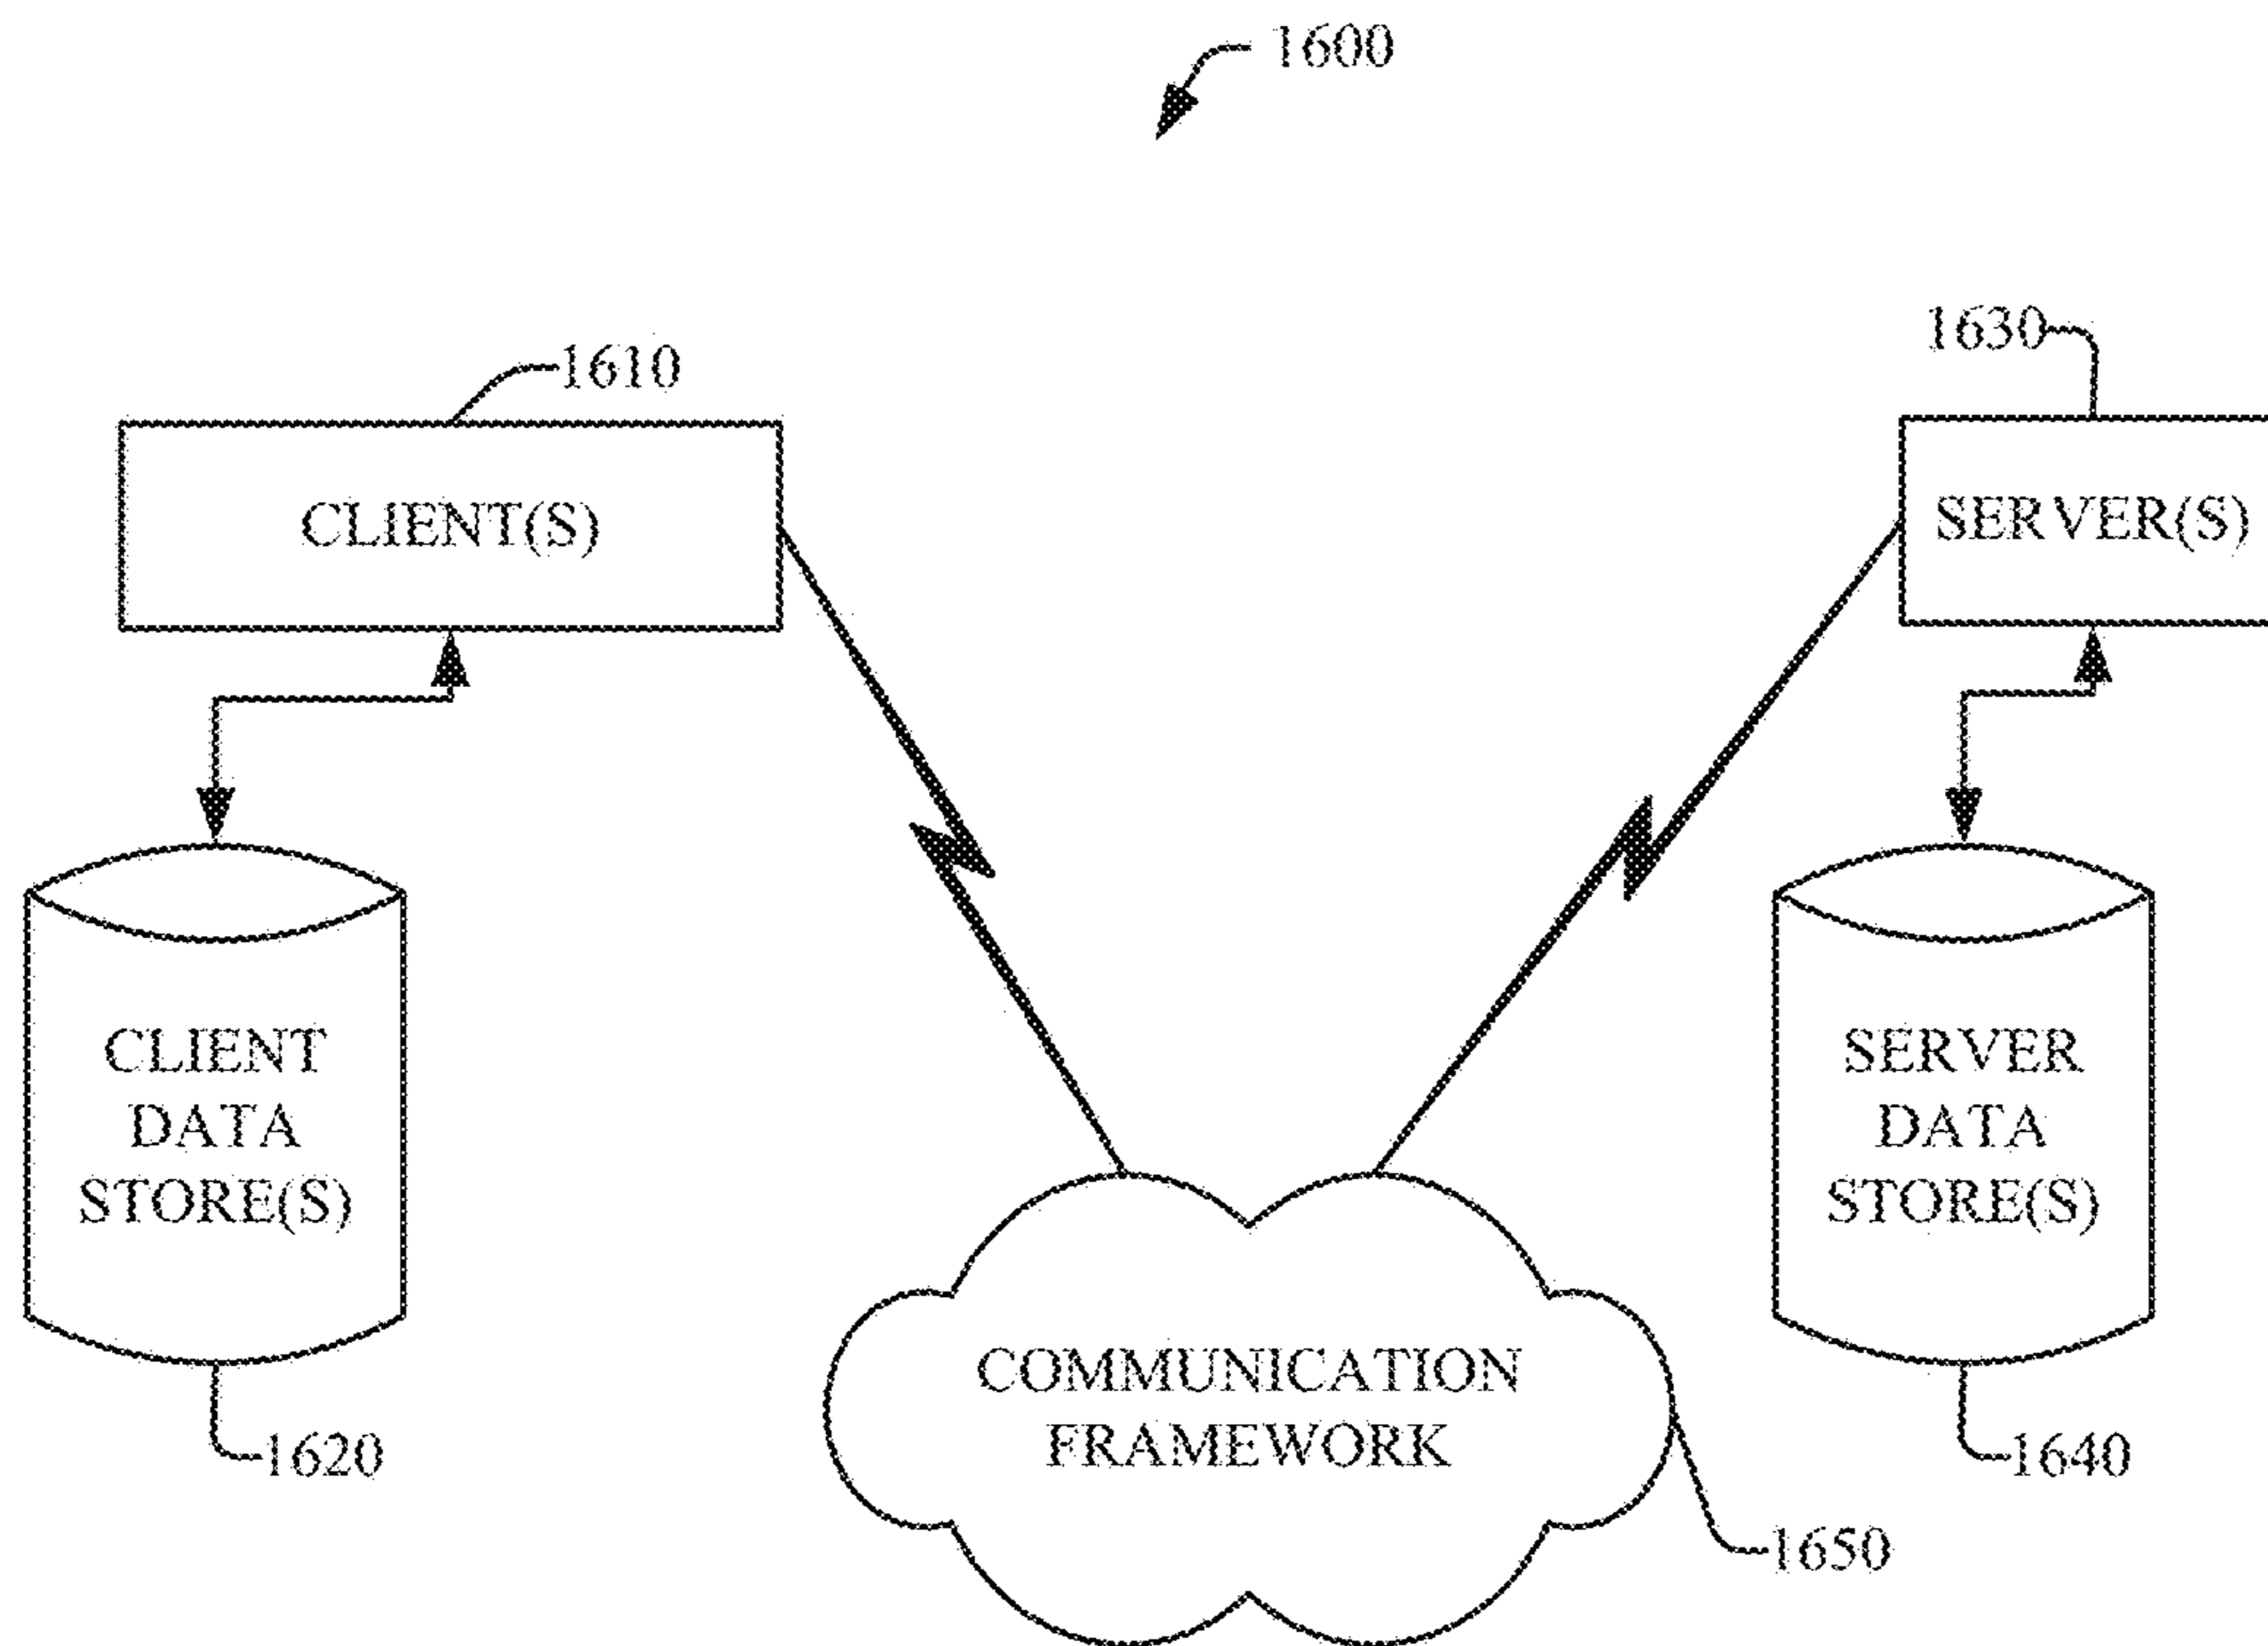 1600
1610
1630
CLIENT(S)
SERVER(S)
CLIENT
DATA
STORE(S)
SERVER
DATA
STORE(S)
COMMUNICATION
FRAMEWORK
1620
1640
1650